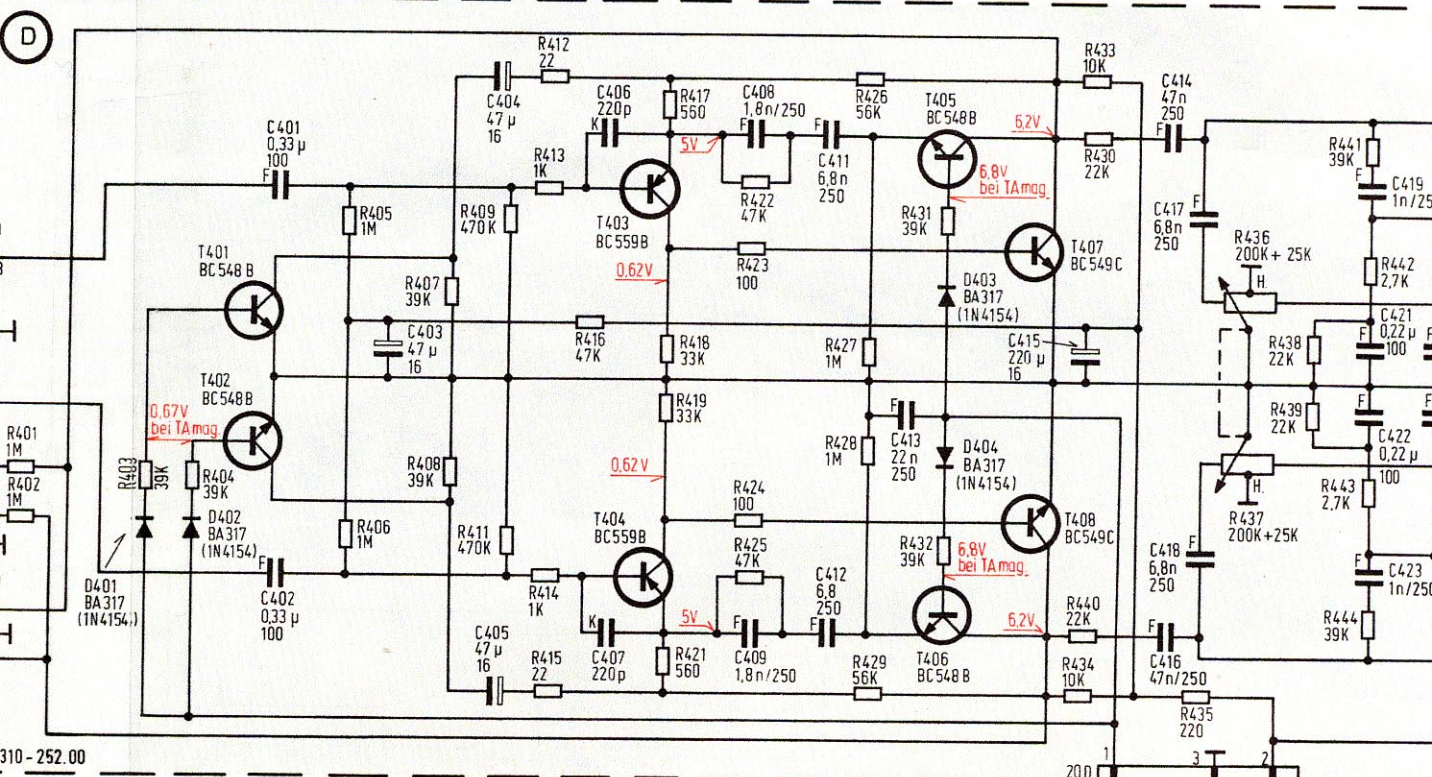 D
R412
22
R433
10K
C414
47n
250
C404
47µ
16
C406
220p
K
R417
560
C408
1,8n/250
F
R426
56K
T405
BC548B
6,2V
F
C401
0,33µ
100
F
R413
1K
5V
F
C411
6,8n
250
R430
22K
R441
39K
6,8V
bei TAmag.
R422
47K
F
C419
1n/25
R405
1M
R409
470K
T403
BC559B
R431
39K
C417
6,8n
250
F
R436
200K+25K
T401
BC548B
R423
100
T407
BC549C
H.
R442
2,7K
0,62V
R407
39K
D403
BA317
(1N4154)
C403
47µ
16
R416
47K
R418
33K
R427
1M
C415
220µ
16
R438
22K
C421
0,22µ
100
F
F
T402
BC548B
0,67V
bei TAmag.
R419
33K
F
C413
22n
250
R439
22K
F
F
C422
0,22µ
100
R401
1M
R402
1M
R403
39K
R404
39K
R408
39K
0,62V
R428
1M
D404
BA317
(1N4154)
H.
R443
2,7K
R424
100
R437
200K+25K
D402
BA317
(1N4154)
R406
1M
R411
470K
T404
BC559B
T408
BC549C
R425
47K
R432
39K
6,8V
bei TAmag.
C418
6,8n
250
F
D401
BA317
(1N4154)
F
C402
0,33µ
100
R414
1K
C412
6,8
250
F
C423
1n/250
K
5V
F
F
6,2V
R440
22K
F
R444
39K
C405
47µ
16
R415
22
C407
220p
R421
560
C409
1,8n/250
R429
56K
T406
BC548B
R434
10K
C416
47n/250
R435
220
310-252.00
1
3
2